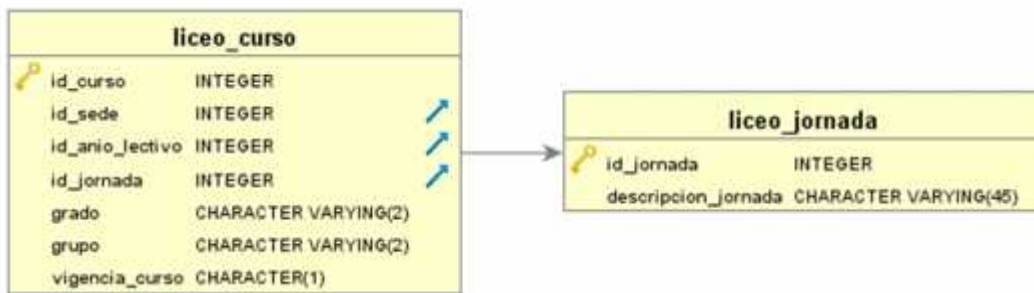 liceo_curso
id_curso INTEGER
id_sede INTEGER
id_anio_lectivo INTEGER
id_jornada INTEGER
grado CHARACTER VARYING(2)
grupo CHARACTER VARYING(2)
vigencia_curso CHARACTER(1)
liceo_jornada
id_jornada INTEGER
descripcion_jornada CHARACTER VARYING(45)